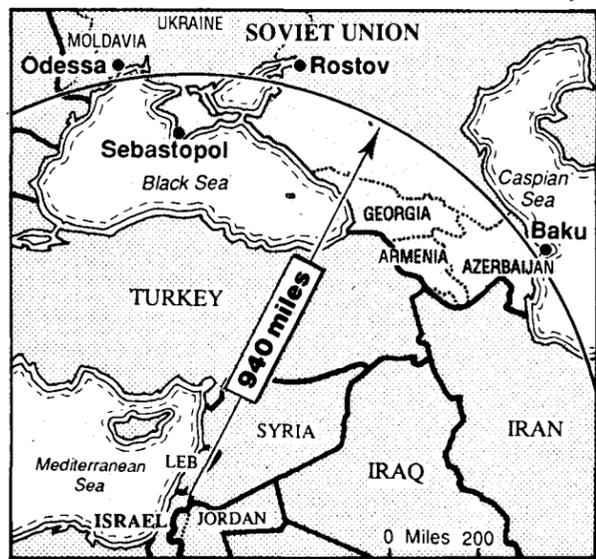 UKRAINE
SOVIET UNION
MOLDAVIA
Odessa
Rostov
Sebastopol
Black Sea
Caspian
Sea
GEORGIA
Baku
ARMENIA
AZERBAIJAN
TURKEY
940 miles
SYRIA
IRAN
LEB
Mediterranean
Sea
IRAQ
ISRAEL
JORDAN
0 Miles 200